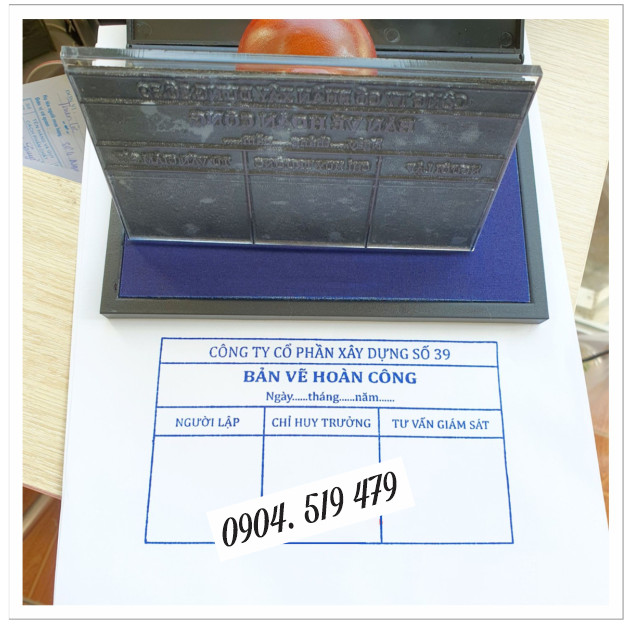 CÔNG TY CỔ PHẦN XÂY DỰNG SỐ 39
BẢN VẼ HOÀN CÔNG
Ngày......tháng......năm......
NGƯỜI LẬP
CHỈ HUY TRƯỞNG
TƯ VẤN GIÁM SÁT
0904. 519 479